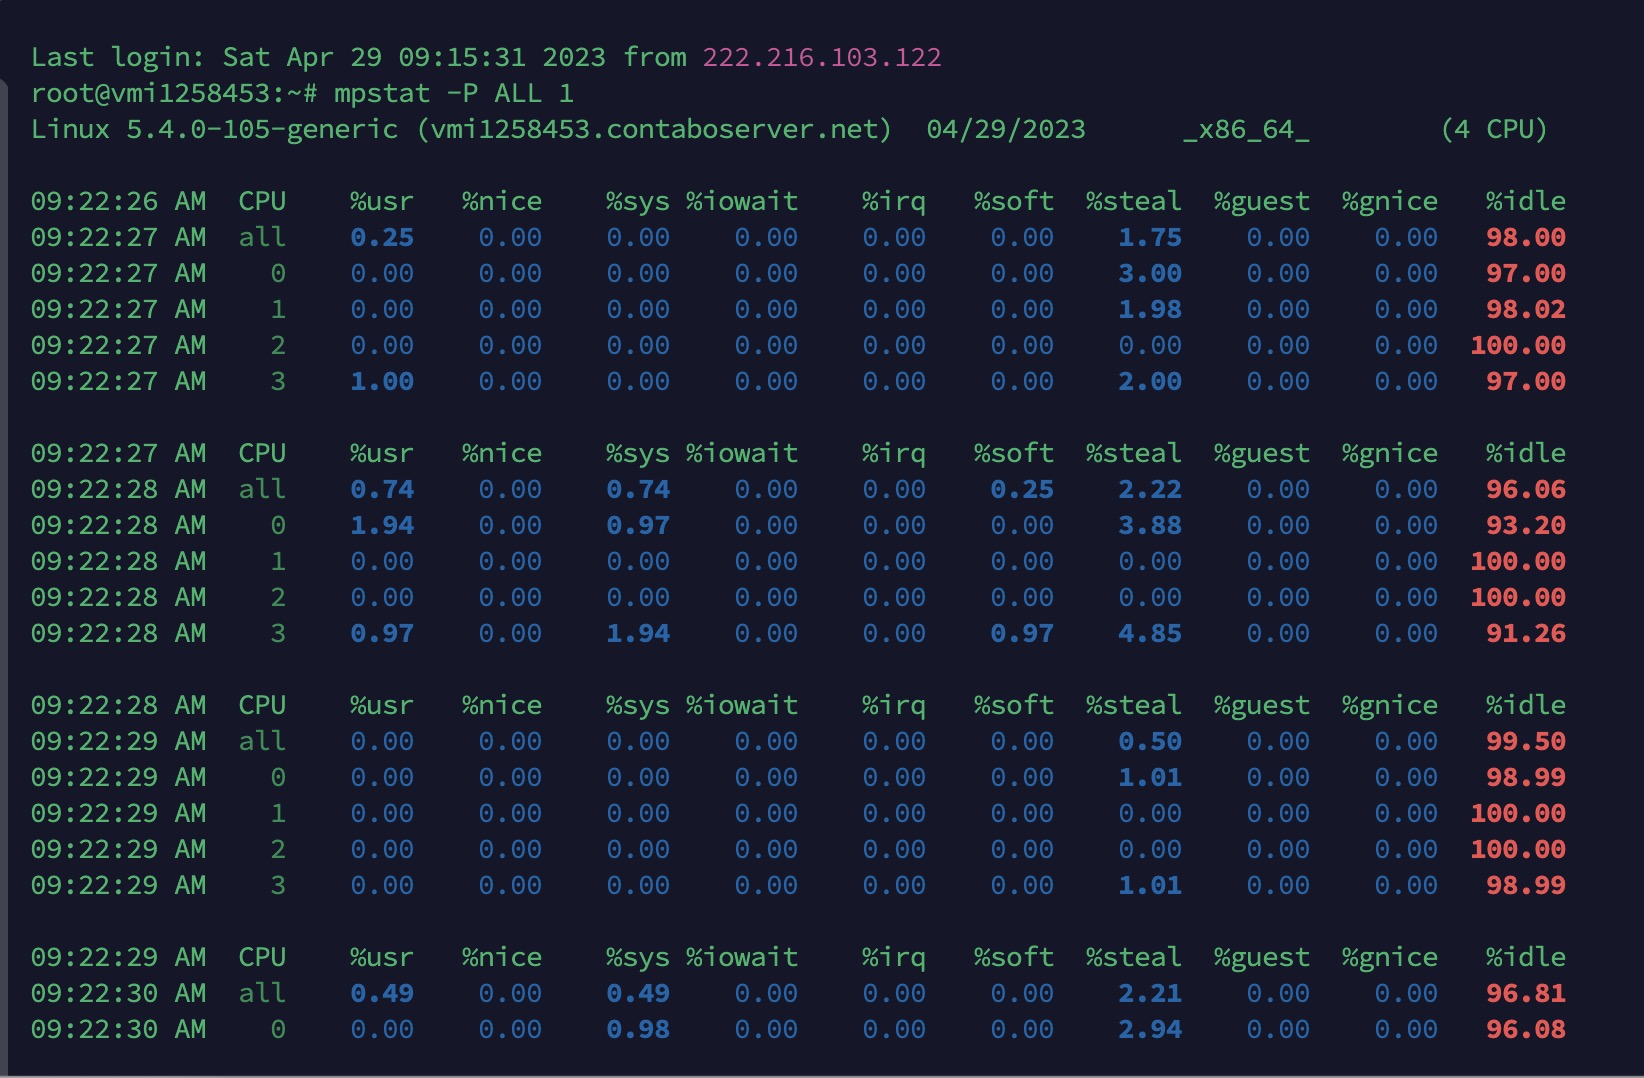 Last login: Sat Apr 29 09:15:31 2023 from 222.216.103.122
root@vmi1258453:~# mpstat -P ALL 1
Linux 5.4.0-105-generic (vmi1258453.contaboserver.net)  04/29/2023  _x86_64_  (4 CPU)
09:22:26 AM  CPU  %usr  %nice  %sys  %iowait  %irq  %soft  %steal  %guest  %gnice  %idle
09:22:27 AM  all  0.25  0.00  0.00  0.00  0.00  0.00  1.75  0.00  0.00  98.00
09:22:27 AM  0  0.00  0.00  0.00  0.00  0.00  0.00  3.00  0.00  0.00  97.00
09:22:27 AM  1  0.00  0.00  0.00  0.00  0.00  0.00  1.98  0.00  0.00  98.02
09:22:27 AM  2  0.00  0.00  0.00  0.00  0.00  0.00  0.00  0.00  0.00  100.00
09:22:27 AM  3  1.00  0.00  0.00  0.00  0.00  0.00  2.00  0.00  0.00  97.00
09:22:27 AM  CPU  %usr  %nice  %sys  %iowait  %irq  %soft  %steal  %guest  %gnice  %idle
09:22:28 AM  all  0.74  0.00  0.74  0.00  0.00  0.25  2.22  0.00  0.00  96.06
09:22:28 AM  0  1.94  0.00  0.97  0.00  0.00  0.00  3.88  0.00  0.00  93.20
09:22:28 AM  1  0.00  0.00  0.00  0.00  0.00  0.00  0.00  0.00  0.00  100.00
09:22:28 AM  2  0.00  0.00  0.00  0.00  0.00  0.00  0.00  0.00  0.00  100.00
09:22:28 AM  3  0.97  0.00  1.94  0.00  0.00  0.97  4.85  0.00  0.00  91.26
09:22:28 AM  CPU  %usr  %nice  %sys  %iowait  %irq  %soft  %steal  %guest  %gnice  %idle
09:22:29 AM  all  0.00  0.00  0.00  0.00  0.00  0.00  0.50  0.00  0.00  99.50
09:22:29 AM  0  0.00  0.00  0.00  0.00  0.00  0.00  1.01  0.00  0.00  98.99
09:22:29 AM  1  0.00  0.00  0.00  0.00  0.00  0.00  0.00  0.00  0.00  100.00
09:22:29 AM  2  0.00  0.00  0.00  0.00  0.00  0.00  0.00  0.00  0.00  100.00
09:22:29 AM  3  0.00  0.00  0.00  0.00  0.00  0.00  1.01  0.00  0.00  98.99
09:22:29 AM  CPU  %usr  %nice  %sys  %iowait  %irq  %soft  %steal  %guest  %gnice  %idle
09:22:30 AM  all  0.49  0.00  0.49  0.00  0.00  0.00  2.21  0.00  0.00  96.81
09:22:30 AM  0  0.00  0.00  0.98  0.00  0.00  0.00  2.94  0.00  0.00  96.08